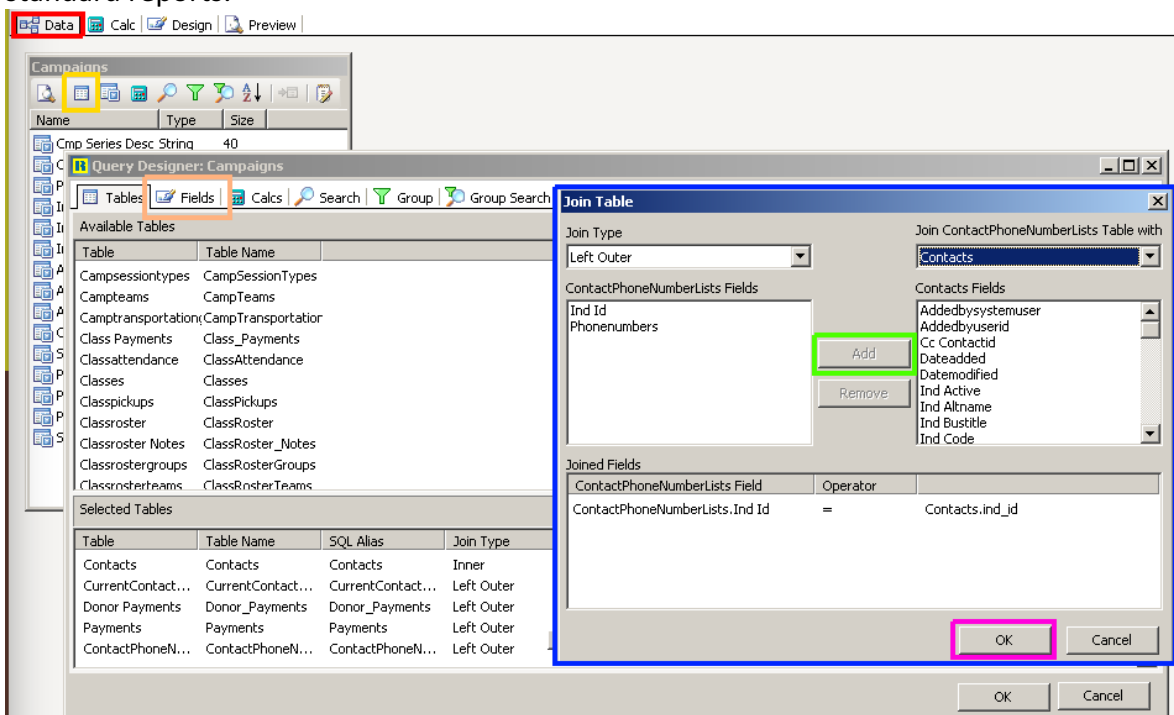 standard reports.
Data Calc Design Preview
Campaigns
Name Type Size
Cmp Series Desc String 40
Query Designer: Campaigns
Tables Fields Calcs Search Group Group Search
Available Tables
Table Table Name
Campsessiontypes CampSessionTypes
Campteams CampTeams
Camptransportation CampTransportation
Class Payments Class_Payments
Classattendance ClassAttendance
Classes Classes
Classpickups ClassPickups
Classroster ClassRoster
Classroster Notes ClassRoster_Notes
Classrostergroups ClassRosterGroups
Classrosterteams ClassRosterTeams
Selected Tables
Table Table Name SQL Alias Join Type
Contacts Contacts Contacts Inner
CurrentContact... CurrentContact... CurrentContact... Left Outer
Donor Payments Donor_Payments Donor_Payments Left Outer
Payments Payments Payments Left Outer
ContactPhoneN... ContactPhoneN... ContactPhoneN... Left Outer
OK Cancel
Join Table
Join Type Join ContactPhoneNumberLists Table with
Left Outer Contacts
ContactPhoneNumberLists Fields Contacts Fields
Ind Id
Phonenumbers
Add
Remove
Addedbysystemuser
Addedbyuserid
Cc Contactid
Dateadded
Datemodified
Ind Active
Ind Altname
Ind Bustitle
Ind Code
Joined Fields
ContactPhoneNumberLists Field Operator
ContactPhoneNumberLists.Ind Id = Contacts.ind_id
OK Cancel